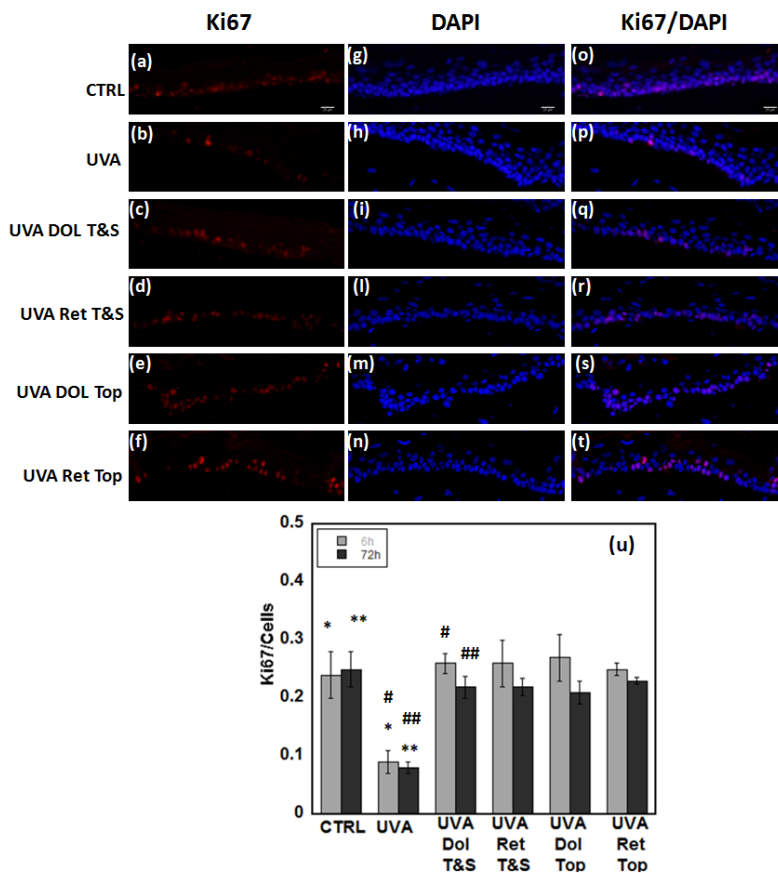 Ki67 DAPI Ki67/DAPI
CTRL (a) (g) (o)
UVA (b) (h) (p)
UVA DOL T&S (c) (i) (q)
UVA Ret T&S (d) (l) (r)
UVA DOL Top (e) (m) (s)
UVA Ret Top (f) (n) (t)
(u)
6h
72h
Ki67/Cells
0.5
0.4
0.3
0.2
0.1
0
* **
# ##
* **
# ##
CTRL UVA UVA UVA UVA UVA
Dol Ret Dol Ret
T&S T&S Top Top